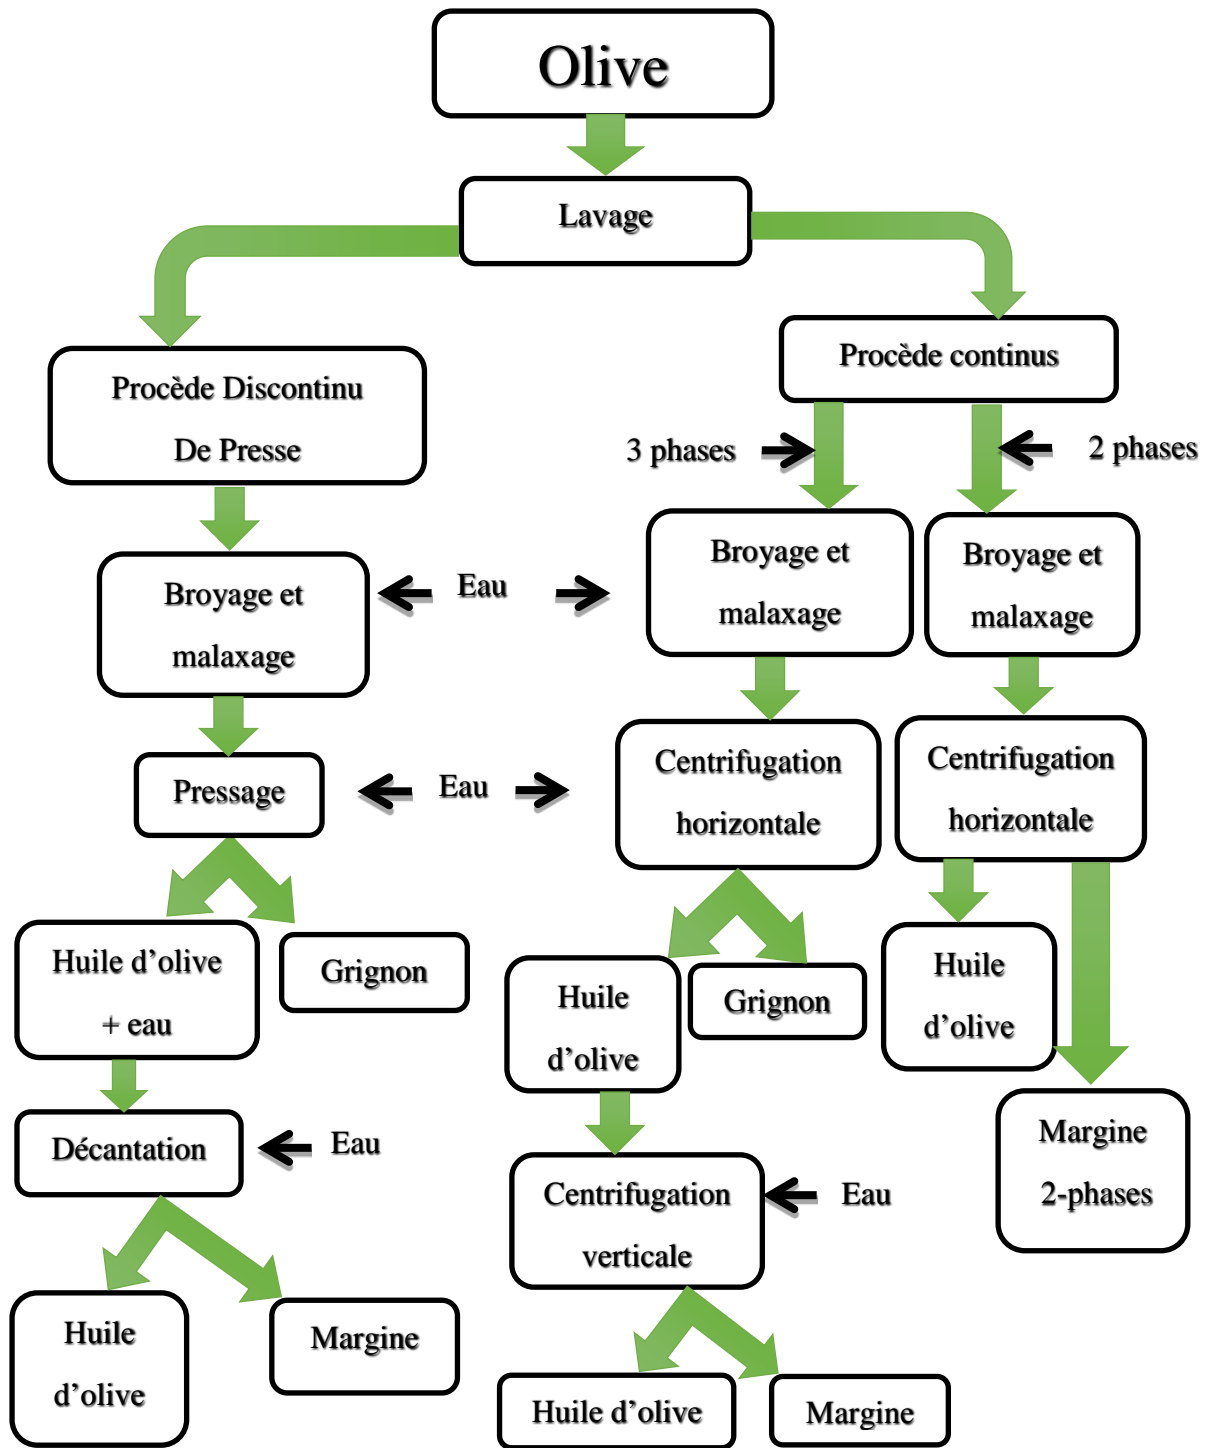 Olive
Lavage
Procède Discontinu
De Presse
Procède continus
3 phases
2 phases
Broyage et
malaxage
Eau
Broyage et
malaxage
Broyage et
malaxage
Pressage
Eau
Centrifugation
horizontale
Centrifugation
horizontale
Huile d’olive
+ eau
Grignon
Huile
d’olive
Grignon
Huile
d’olive
Décantation
Eau
Centrifugation
verticale
Eau
Margine
2-phases
Huile
d’olive
Margine
Huile d’olive
Margine